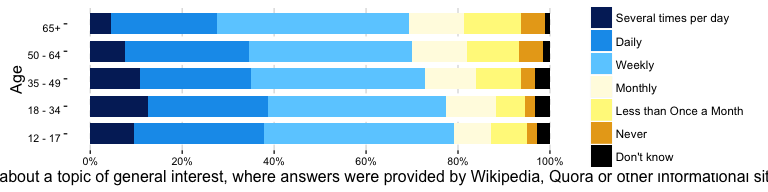 Several times per day
Daily
Weekly
Monthly
Less than Once a Month
Never
Don't know
Age
65+
50 - 64
35 - 49
18 - 34
12 - 17
0%
20%
40%
60%
80%
100%
about a topic of general interest, where answers were provided by Wikipedia, Quora or other informational sit